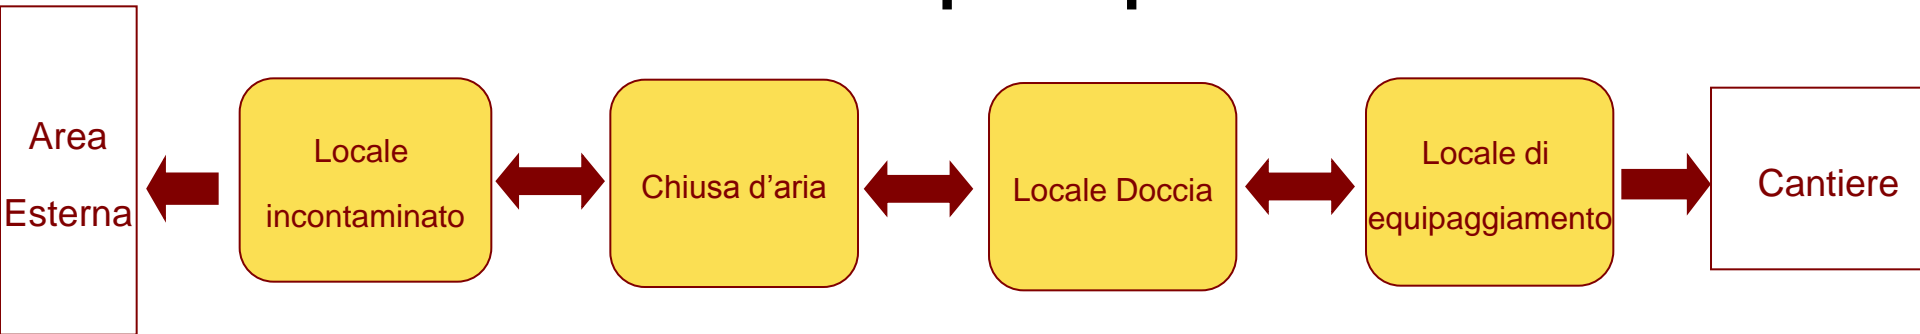 Area
Esterna
Locale
incontaminato
Chiusa d’aria
Locale Doccia
Locale di
equipaggiamento
Cantiere